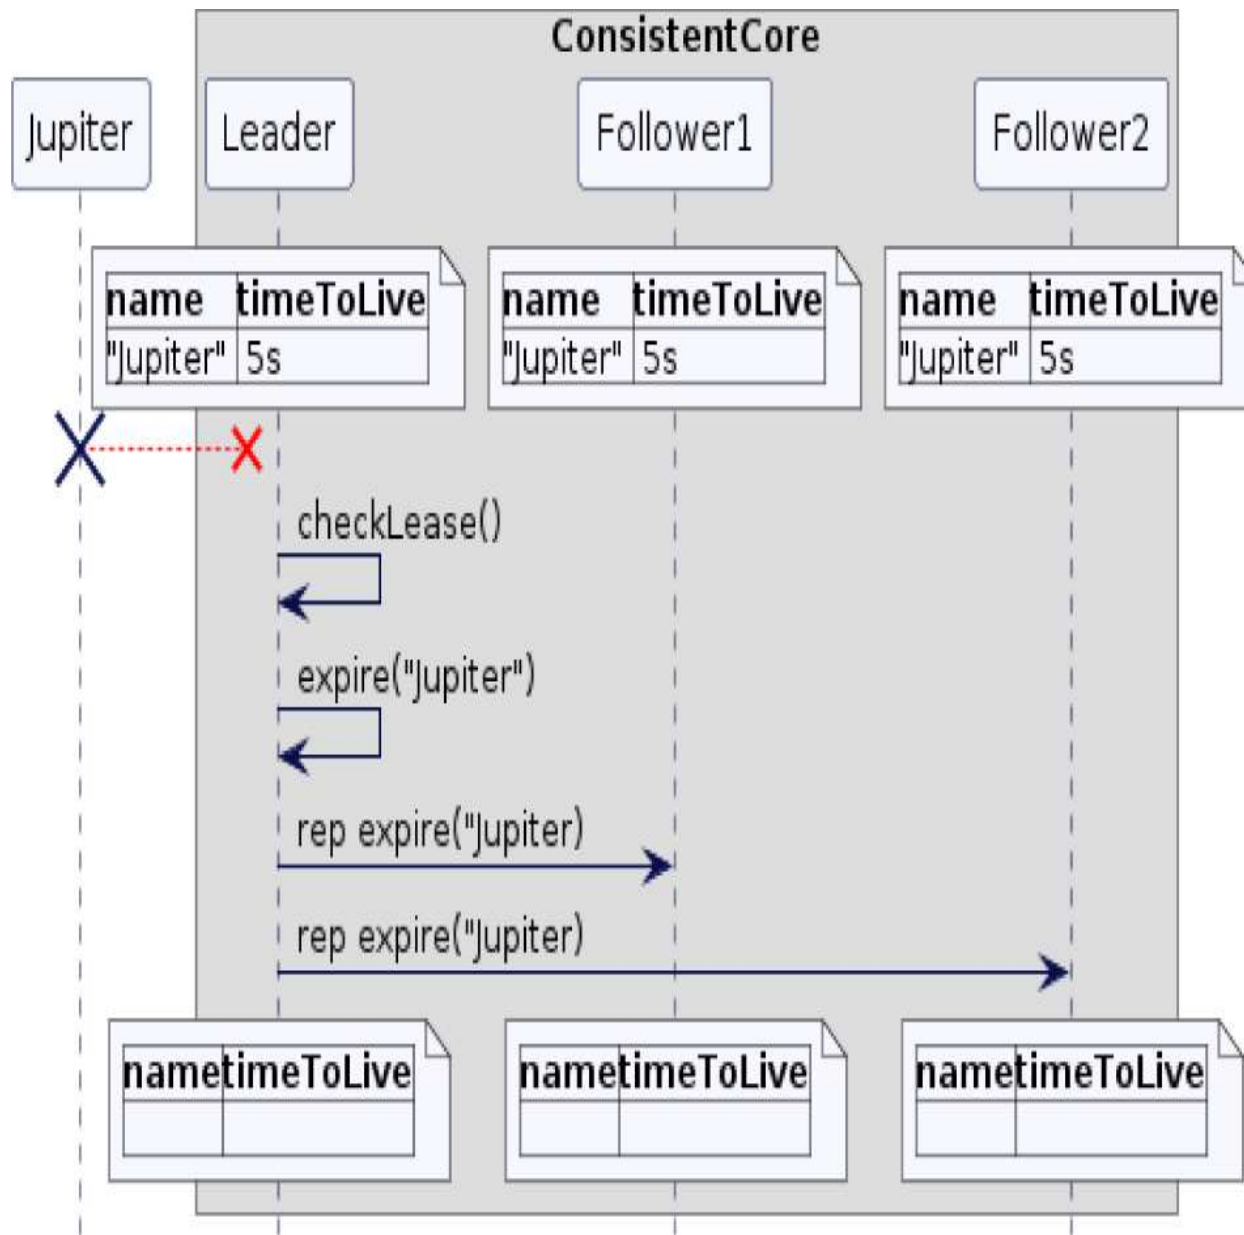 ConsistentCore
Jupiter Leader Follower1 Follower2
name timeToLive name timeToLive name timeToLive
"Jupiter" 5s "Jupiter" 5s "Jupiter" 5s
checkLease()
expire("Jupiter")
rep expire("Jupiter)
rep expire("Jupiter)
name timeToLive name timeToLive name timeToLive